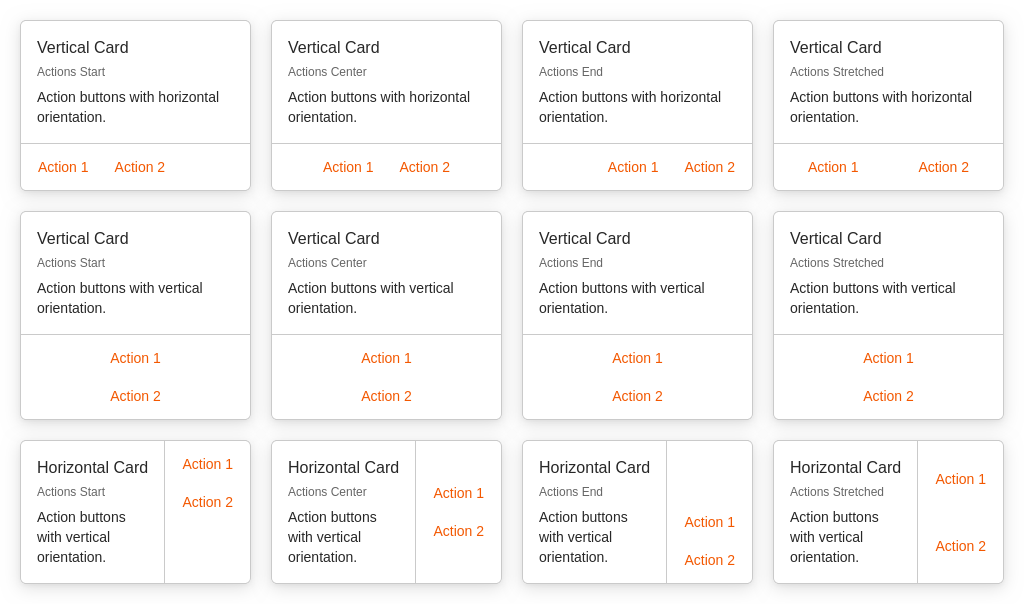 Vertical Card
Actions Start
Action buttons with horizontal
orientation.
Action 1 Action 2
Vertical Card
Actions Center
Action buttons with horizontal
orientation.
Action 1 Action 2
Vertical Card
Actions End
Action buttons with horizontal
orientation.
Action 1 Action 2
Vertical Card
Actions Stretched
Action buttons with horizontal
orientation.
Action 1 Action 2
Vertical Card
Actions Start
Action buttons with vertical
orientation.
Action 1
Action 2
Vertical Card
Actions Center
Action buttons with vertical
orientation.
Action 1
Action 2
Vertical Card
Actions End
Action buttons with vertical
orientation.
Action 1
Action 2
Vertical Card
Actions Stretched
Action buttons with vertical
orientation.
Action 1
Action 2
Horizontal Card
Actions Start
Action buttons
with vertical
orientation.
Action 1
Action 2
Horizontal Card
Actions Center
Action buttons
with vertical
orientation.
Action 1
Action 2
Horizontal Card
Actions End
Action buttons
with vertical
orientation.
Action 1
Action 2
Horizontal Card
Actions Stretched
Action buttons
with vertical
orientation.
Action 1
Action 2